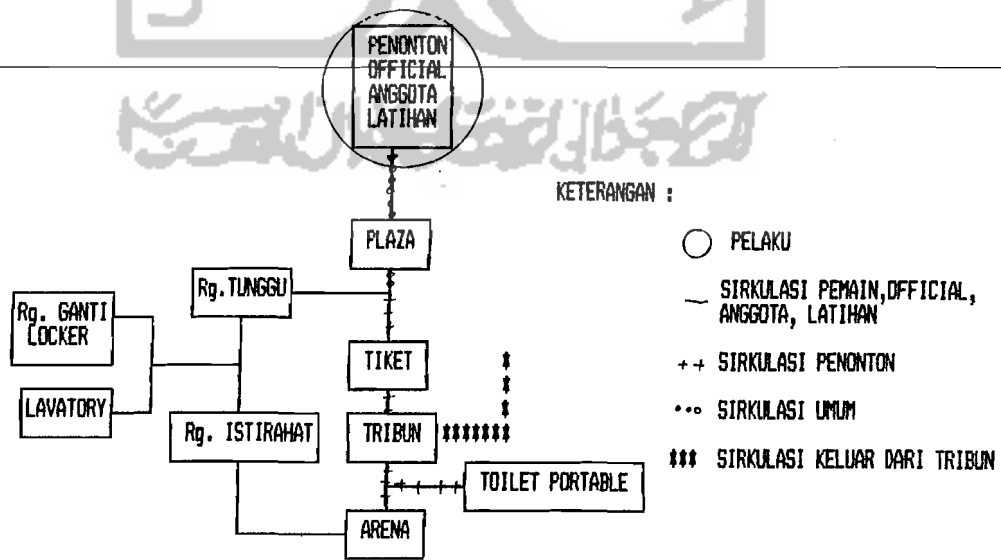 PENONTON
OFFICIAL
ANGGOTA
LATIHAN
KETERANGAN :
PLAZA
PELAKU
Rg. TUNGGU
SIRKULASI PEMAIN, OFFICIAL,
ANGGOTA, LATIHAN
Rg. GANTI
LOCKER
TIKET
SIRKULASI PENONTON
LAVATORY
SIRKULASI UMUM
Rg. ISTIRAHAT
TRIBUN
SIRKULASI KELUAR DARI TRIBUN
TOILET PORTABLE
ARENA